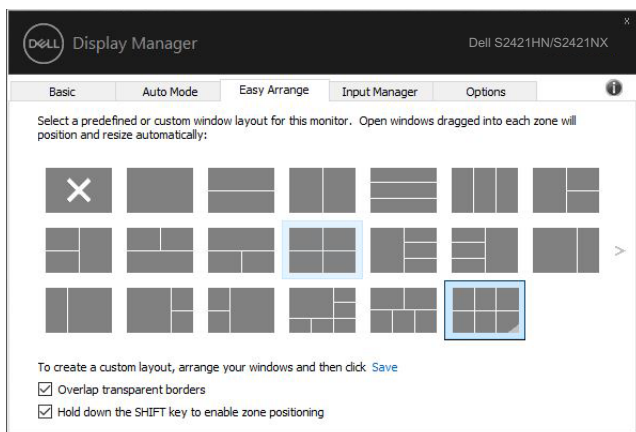 x
DELL Display Manager Dell S2421HN/S2421NX
Basic Auto Mode Easy Arrange Input Manager Options i
Select a predefined or custom window layout for this monitor. Open windows dragged into each zone will
position and resize automatically:
>
To create a custom layout, arrange your windows and then click Save
Overlap transparent borders
Hold down the SHIFT key to enable zone positioning